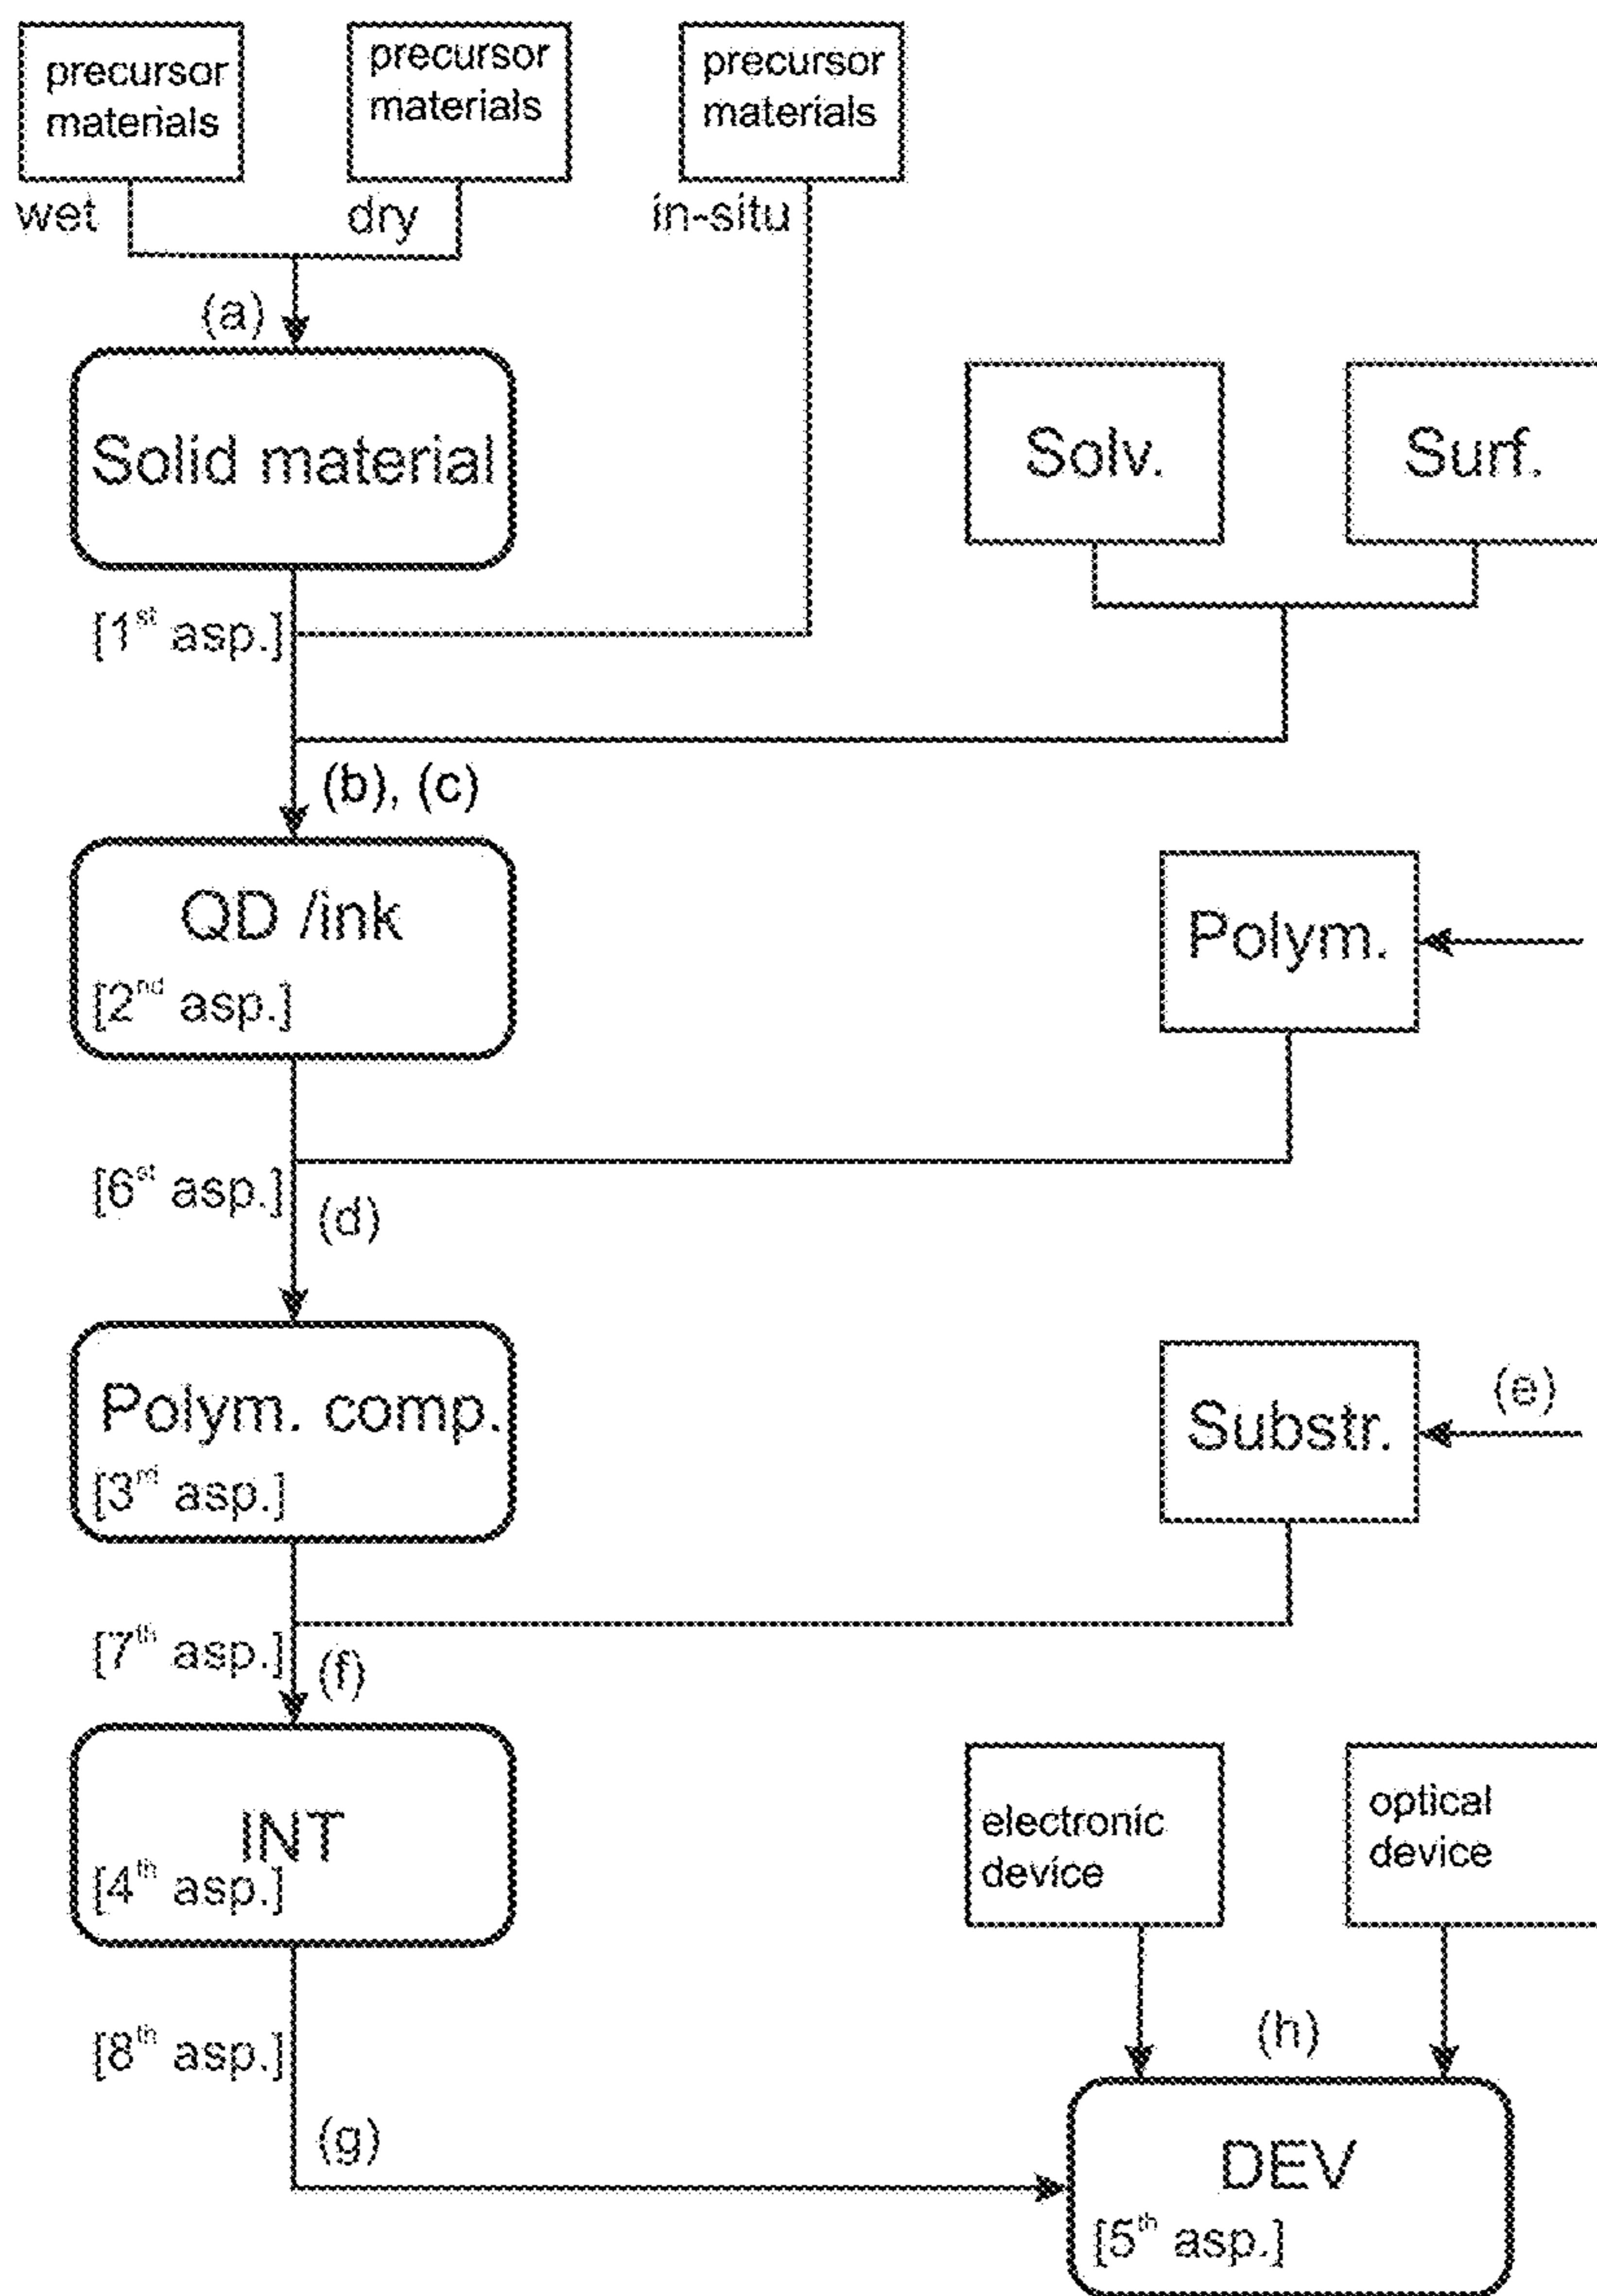 precursor
materials
precursor
materials
precursor
materials
wet
dry
in-situ
(a)
Solid material
Solv.
Surf.
[1st asp.]
(b), (c)
QD /ink
[2nd asp.]
Polym.
[6st asp.]
(d)
Polym. comp.
[3rd asp.]
Substr.
(e)
[7th asp.]
(f)
INT
[4th asp.]
electronic
device
optical
device
[8th asp.]
(h)
(g)
DEV
[5th asp.]